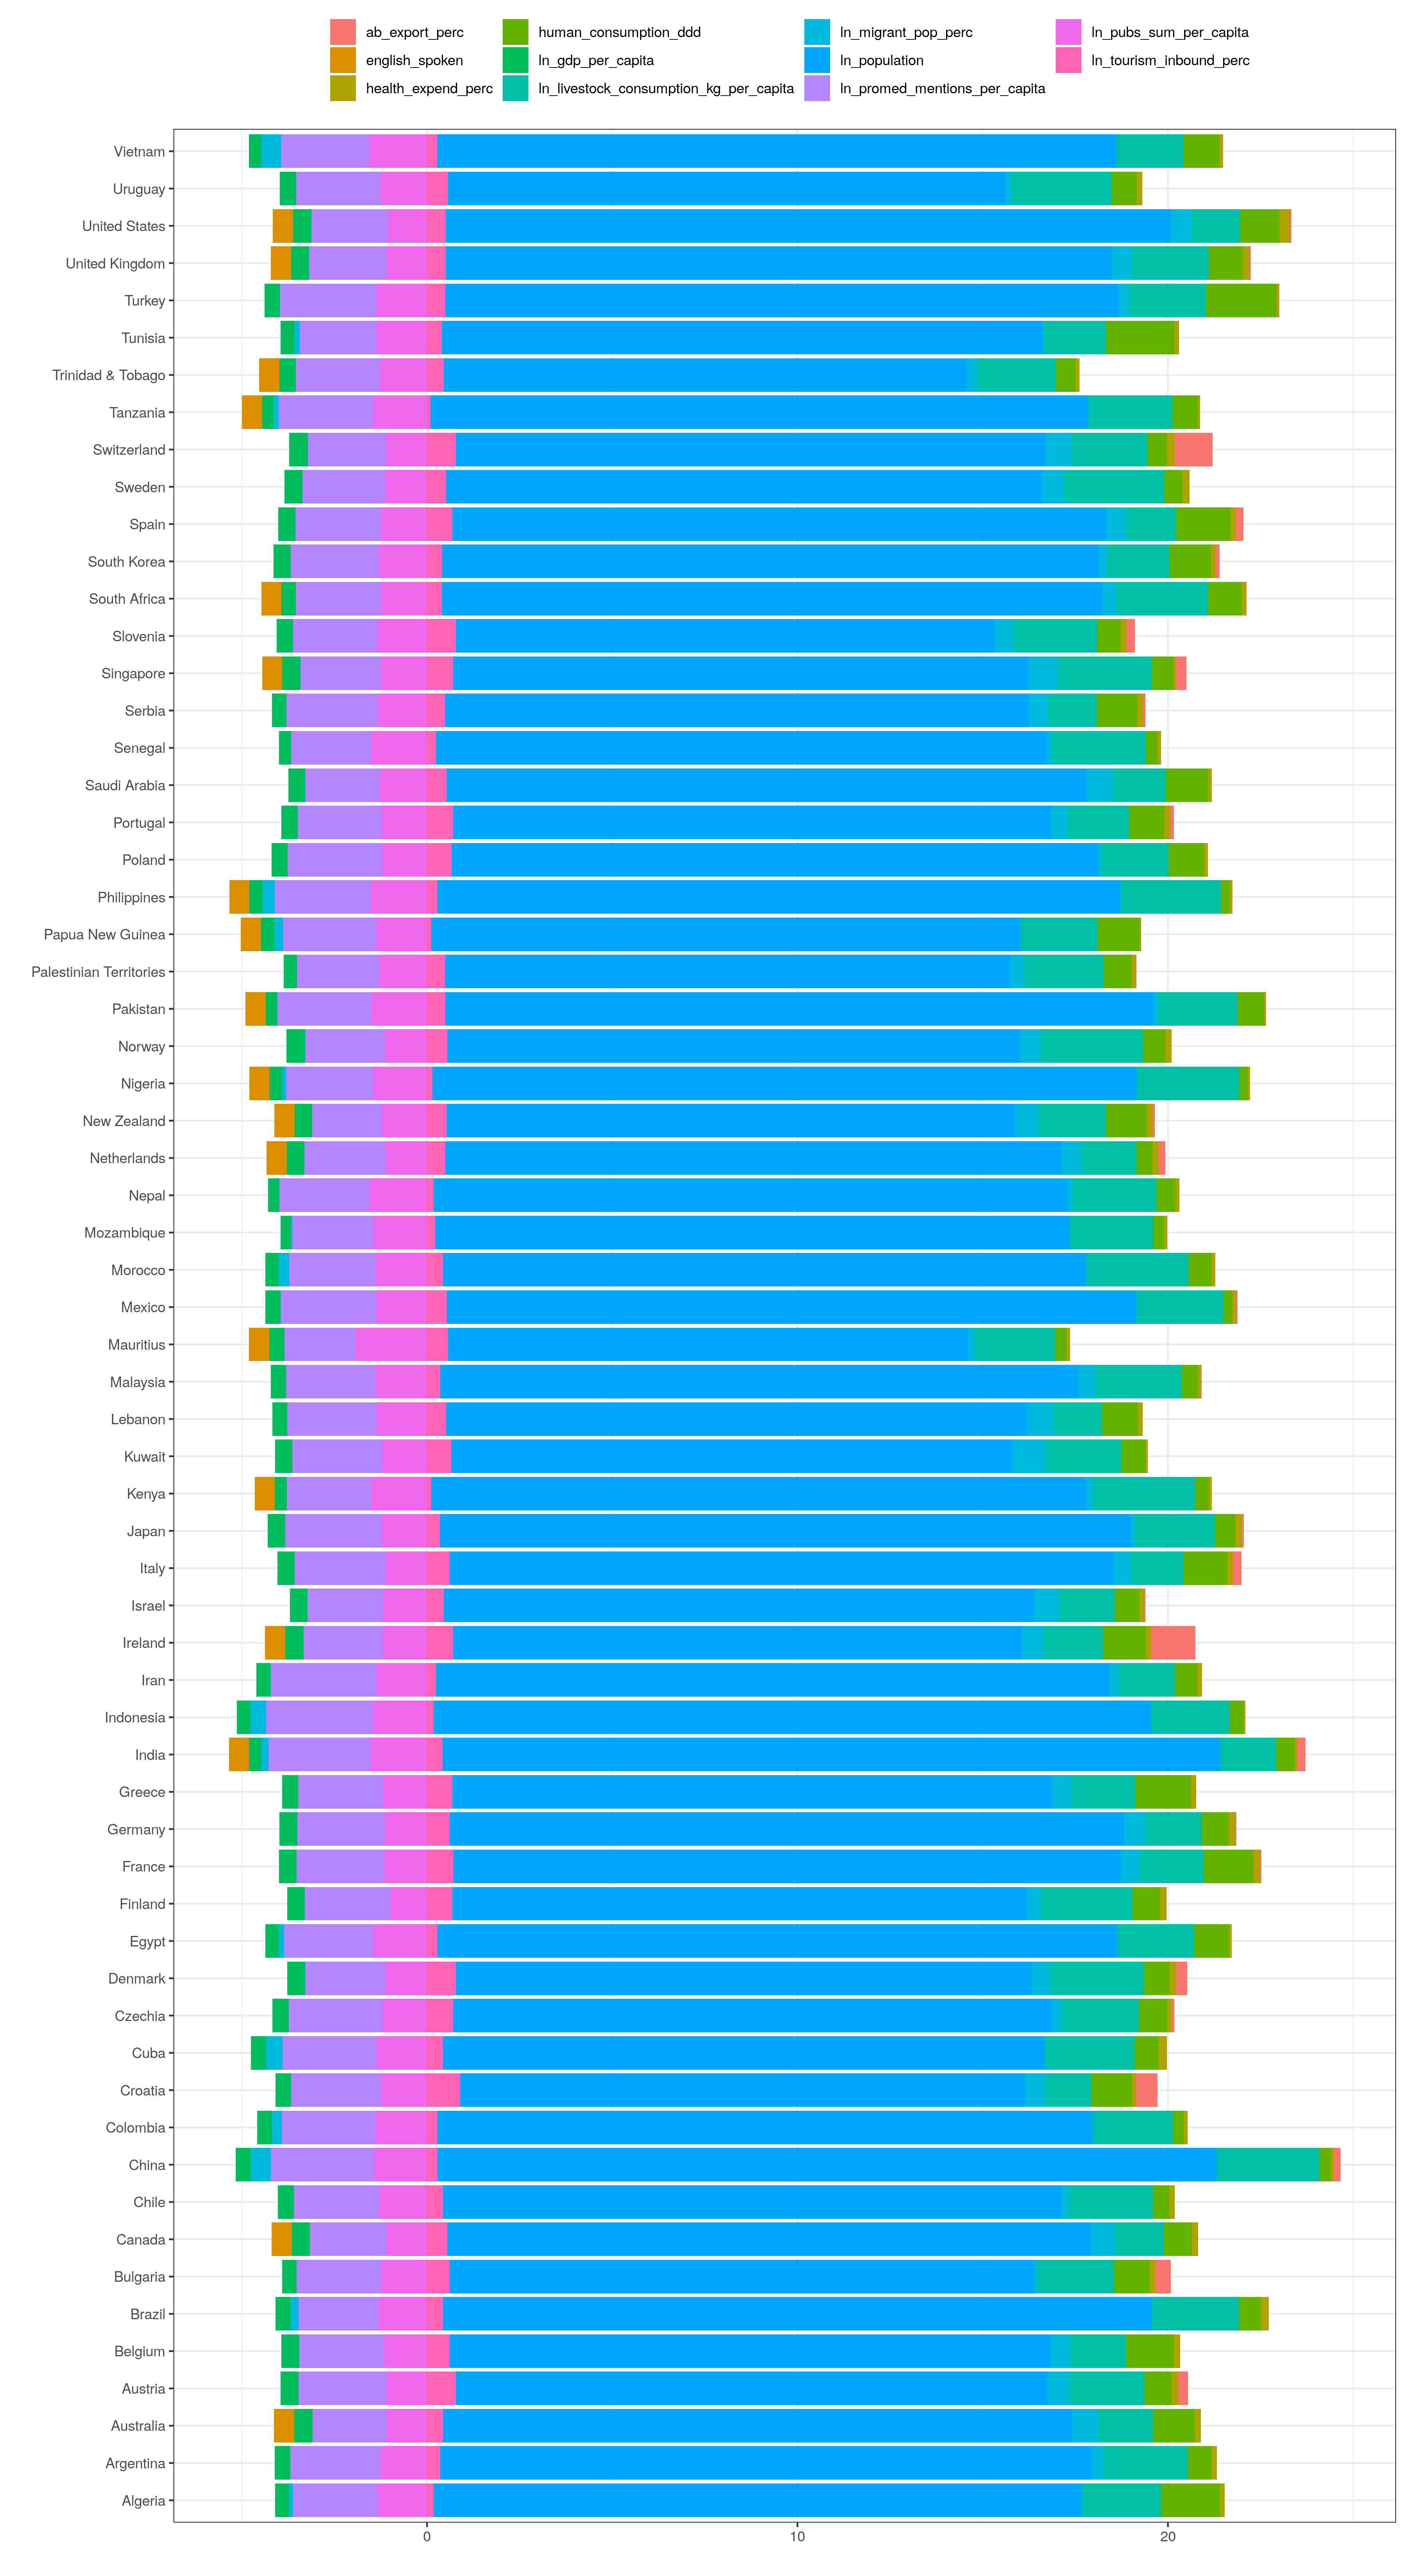 ab_export_perc
english_spoken
health_expend_perc
human_consumption_ddd
ln_gdp_per_capita
ln_livestock_consumption_kg_per_capita
ln_migrant_pop_perc
ln_population
ln_promed_mentions_per_capita
ln_pubs_sum_per_capita
ln_tourism_inbound_perc
Vietnam
Uruguay
United States
United Kingdom
Turkey
Tunisia
Trinidad & Tobago
Tanzania
Switzerland
Sweden
Spain
South Korea
South Africa
Slovenia
Singapore
Serbia
Senegal
Saudi Arabia
Portugal
Poland
Philippines
Papua New Guinea
Palestinian Territories
Pakistan
Norway
Nigeria
New Zealand
Netherlands
Nepal
Mozambique
Morocco
Mexico
Mauritius
Malaysia
Lebanon
Kuwait
Kenya
Japan
Italy
Israel
Ireland
Iran
Indonesia
India
Greece
Germany
France
Finland
Egypt
Denmark
Czechia
Cuba
Croatia
Colombia
China
Chile
Canada
Bulgaria
Brazil
Belgium
Austria
Australia
Argentina
Algeria
0 10 20